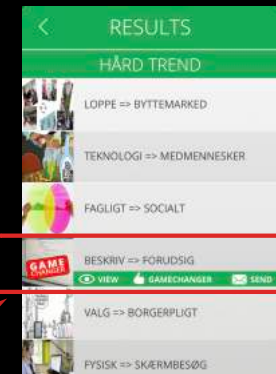 RESULTS
HÅRD TREND
LOPPE => BYTTEMARKED
TEKNOLOGI => MEDMENNESKER
FAGLIGT => SOCIALT
GAME
CHANGER
BESKRIV => FORUDSIG
VIEW GAMECHANGER SEND
VALG => BORGERPLIGT
FYSISK => SKÆRMBESØG